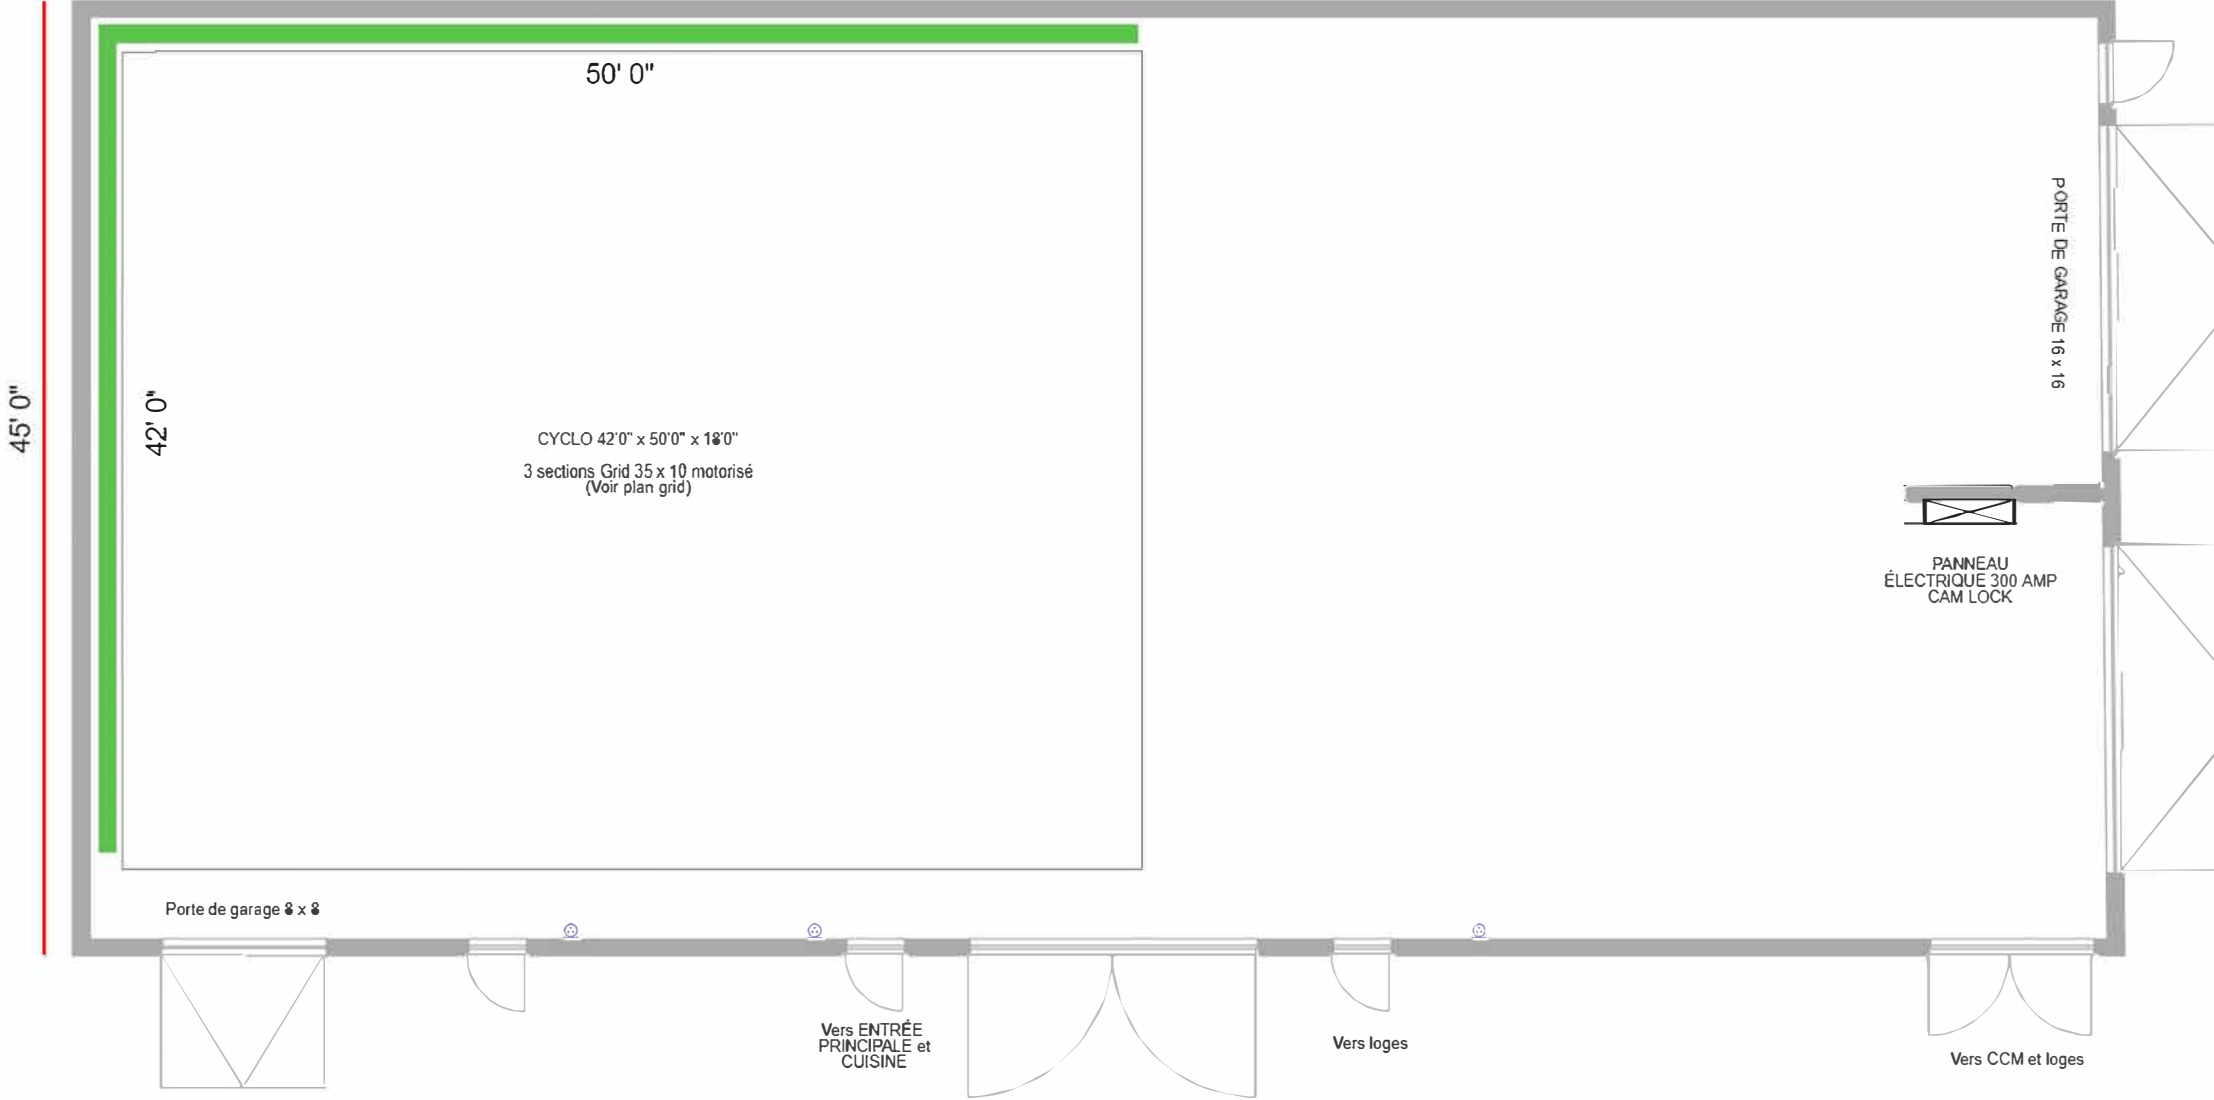 50' 0"
45' 0"
42' 0"
CYCLO 42'0" x 50'0" x 18'0"
3 sections Grid 35 x 10 motorisé
(Voir plan grid)
PORTE DE GARAGE 16 x 16
PANNEAU
ÉLECTRIQUE 300 AMP
CAM LOCK
Porte de garage 8 x 8
Vers ENTRÉE
PRINCIPALE et
CUISINE
Vers loges
Vers CCM et loges